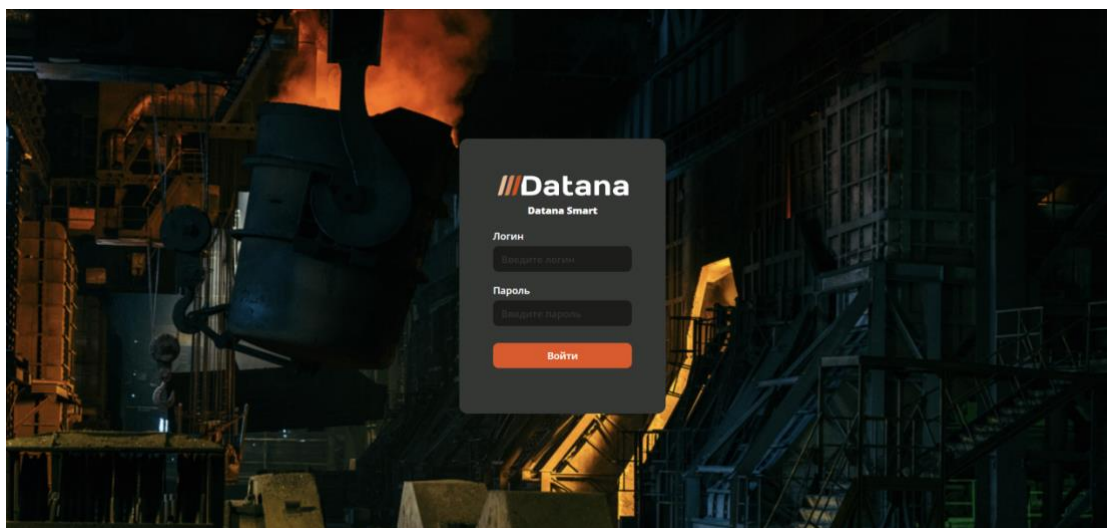 Datana
Datana Smart
Логин
Введите логин
Пароль
Введите пароль
Войти